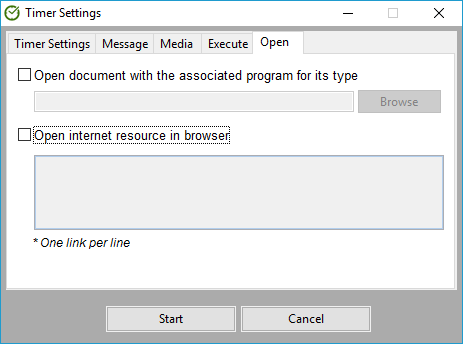 Timer Settings
Timer Settings Message Media Execute Open
Open document with the associated program for its type
Browse
Open internet resource in browser
* One link per line
Start Cancel